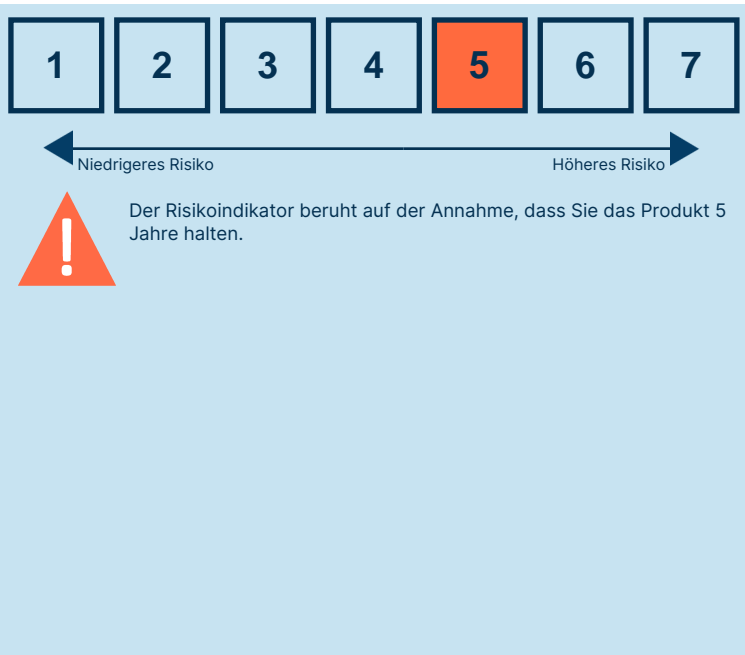 1 2 3 4 5 6 7
Niedrigeres Risiko Höheres Risiko
Der Risikoindikator beruht auf der Annahme, dass Sie das Produkt 5
Jahre halten.
!